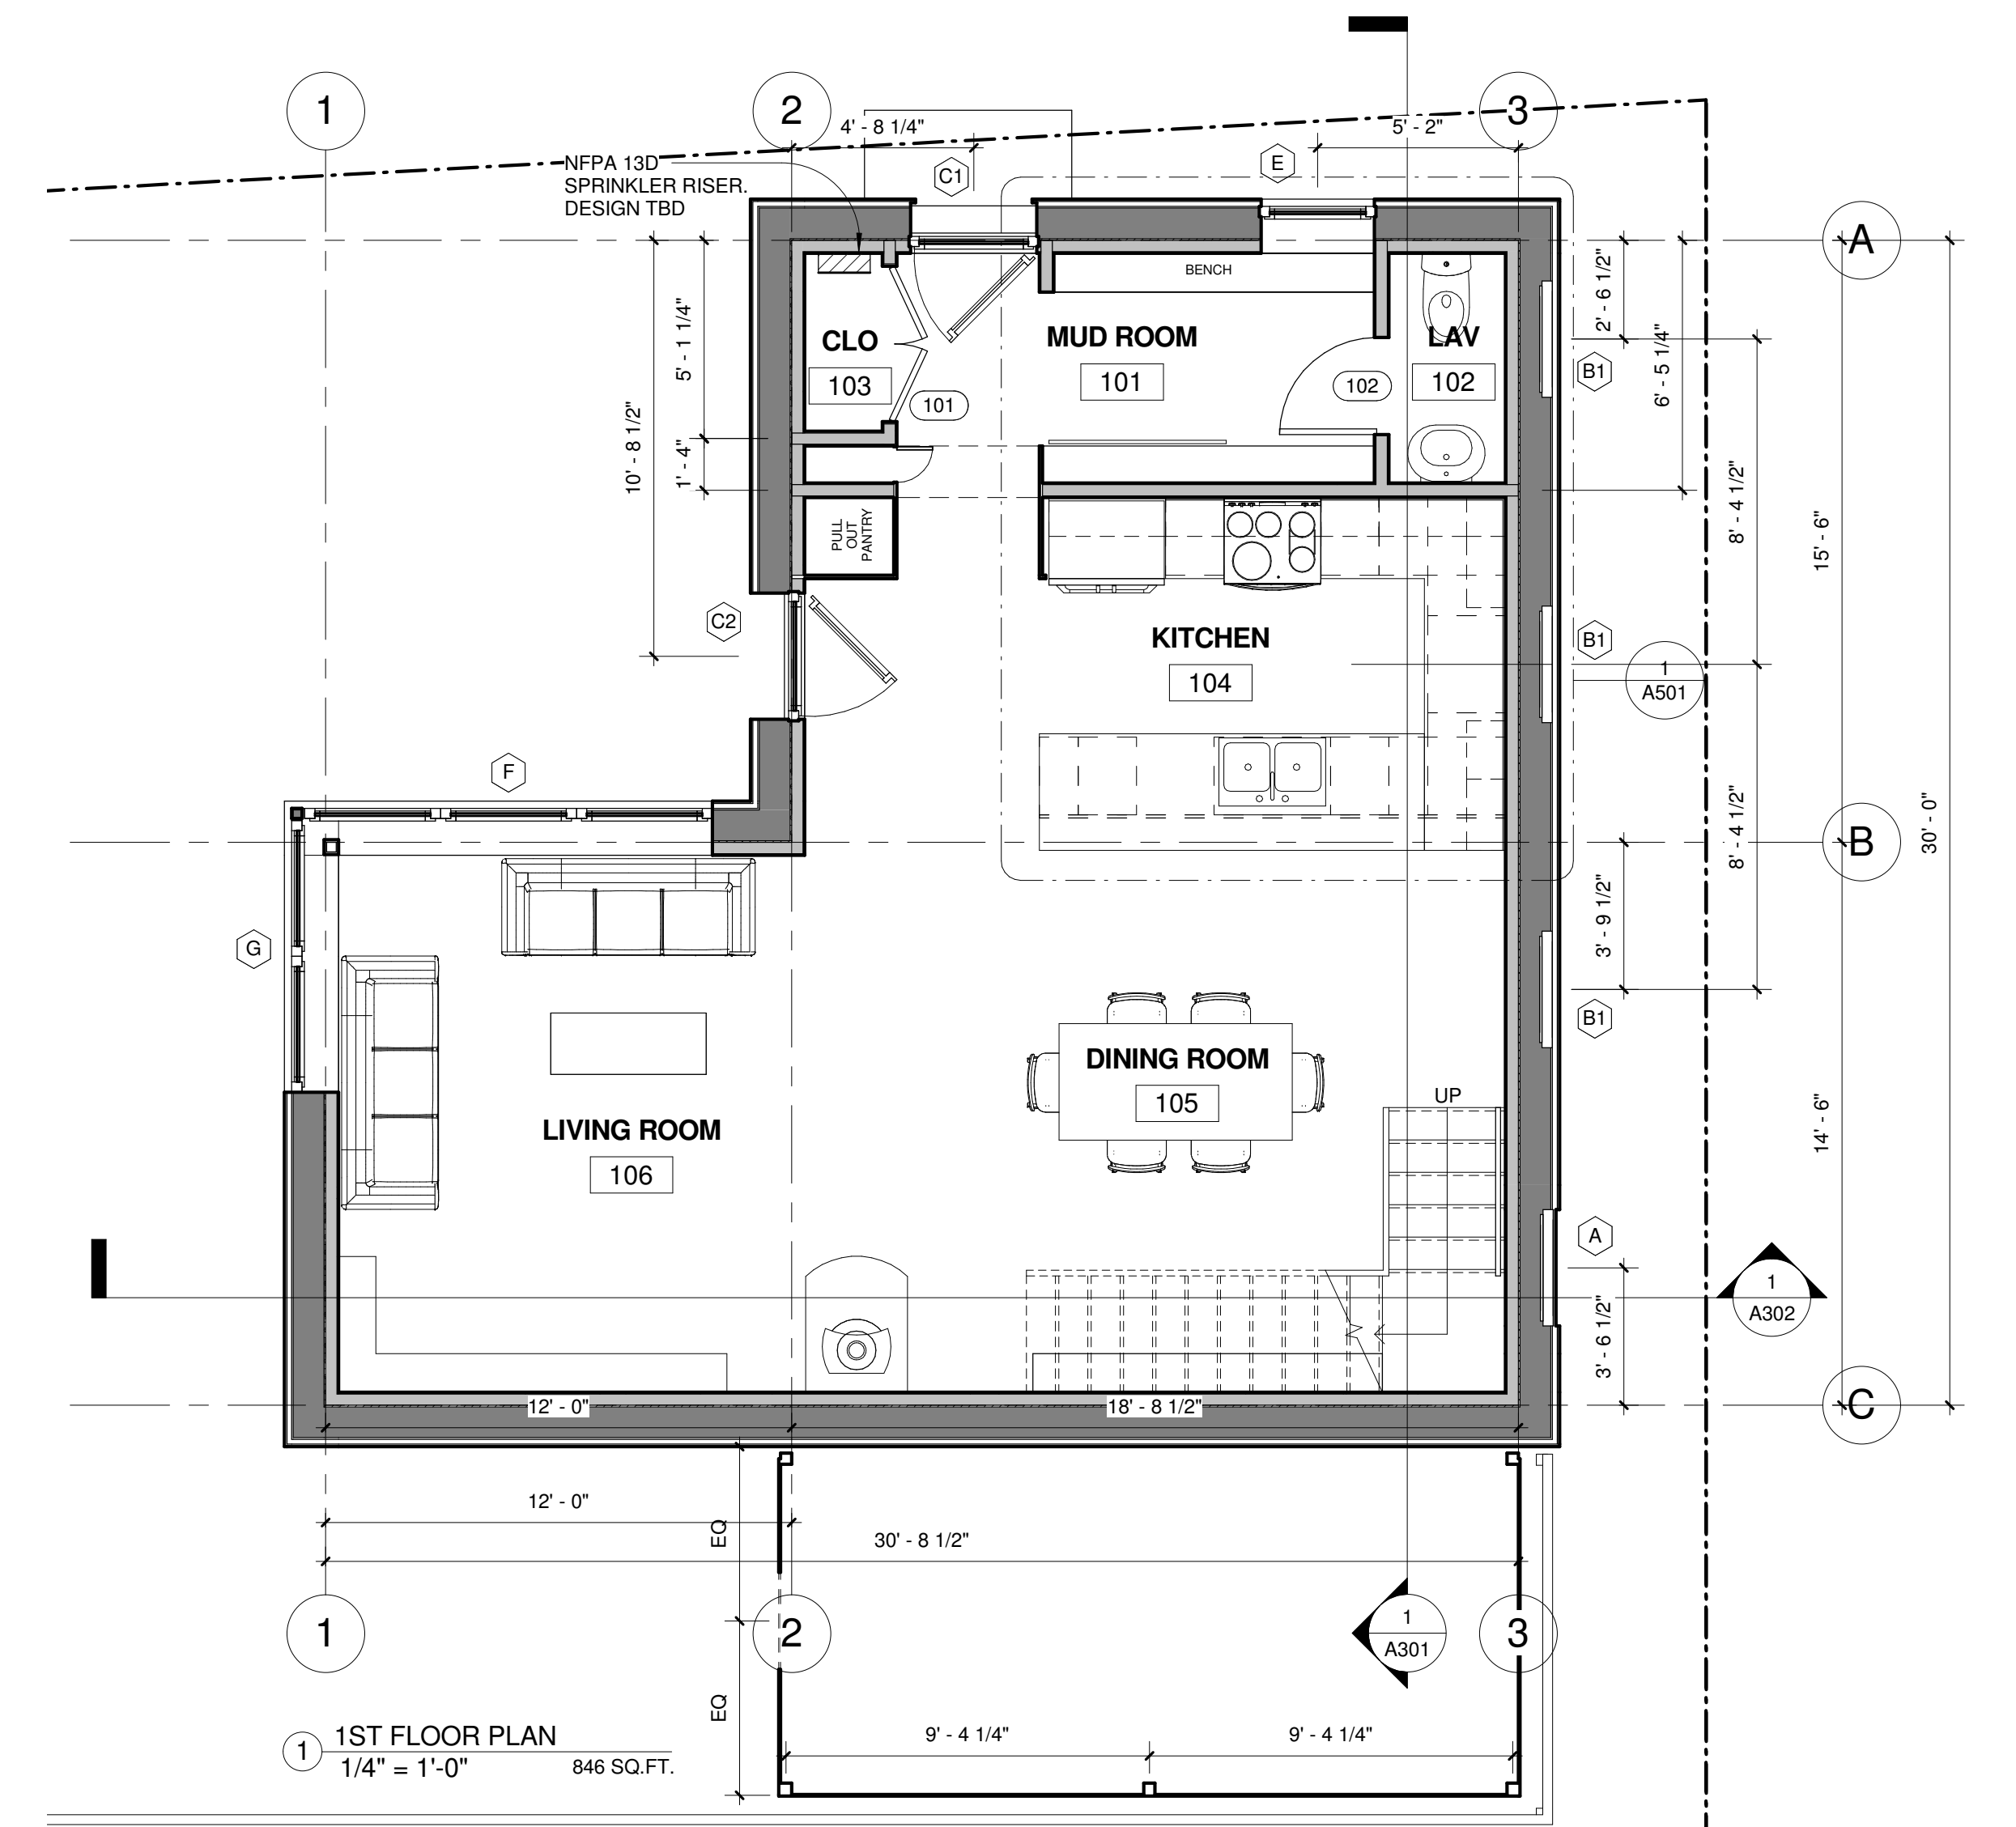 1
2
3
4' - 8 1/4"
5' - 2"
NFPA 13D
SPRINKLER RISER.
DESIGN TBD
C1
E
A
BENCH
2' - 6 1/2"
5' - 1 1/4"
CLO
103
MUD ROOM
101
LAV
102
101
102
B1
6' - 5 1/4"
10' - 8 1/2"
1' - 4"
PULL
OUT
PANTRY
8' - 4 1/2"
15' - 6"
C2
KITCHEN
104
B1
1
A501
F
8' - 4 1/2"
30' - 0"
B
G
3' - 9 1/2"
B1
DINING ROOM
105
UP
LIVING ROOM
106
14' - 6"
A
1
A302
3' - 6 1/2"
12' - 0"
18' - 8 1/2"
C
12' - 0"
EQ
30' - 8 1/2"
1
2
1
A301
3
EQ
9' - 4 1/4"
9' - 4 1/4"
1
1ST FLOOR PLAN
1/4" = 1'-0"
846 SQ.FT.